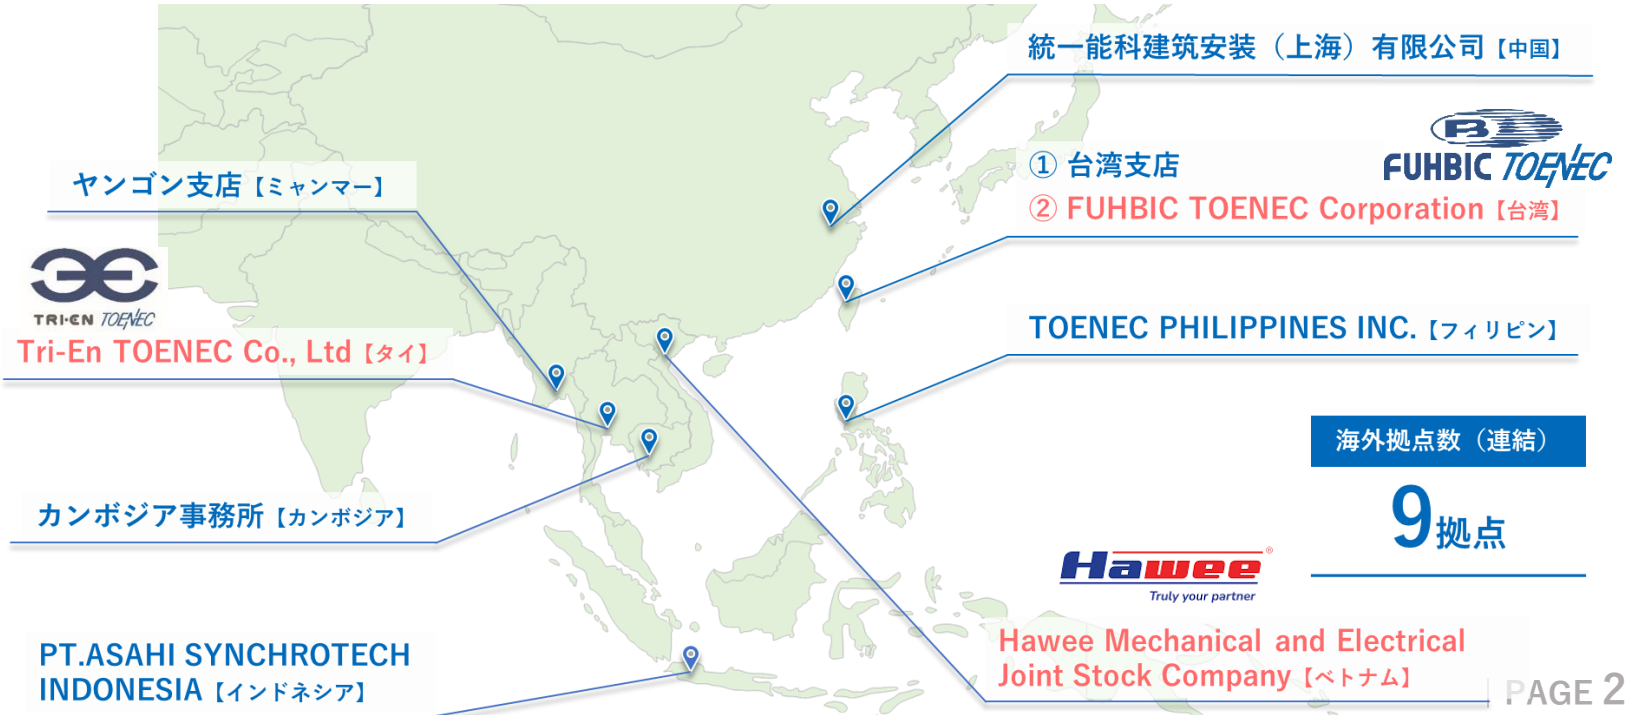 統一能科建筑安装（上海）有限公司【中国】
① 台湾支店
② FUHBIC TOENEC Corporation【台湾】
FUHBIC TOENEC
ヤンゴン支店【ミャンマー】
TRI-EN TOENEC
Tri-En TOENEC Co., Ltd【タイ】
TOENEC PHILIPPINES INC.【フィリピン】
海外拠点数（連結）
9拠点
カンボジア事務所【カンボジア】
Hawee®
Truly your partner
Hawee Mechanical and Electrical
Joint Stock Company【ベトナム】
PT.ASAHI SYNCHROTECH
INDONESIA【インドネシア】
PAGE 2